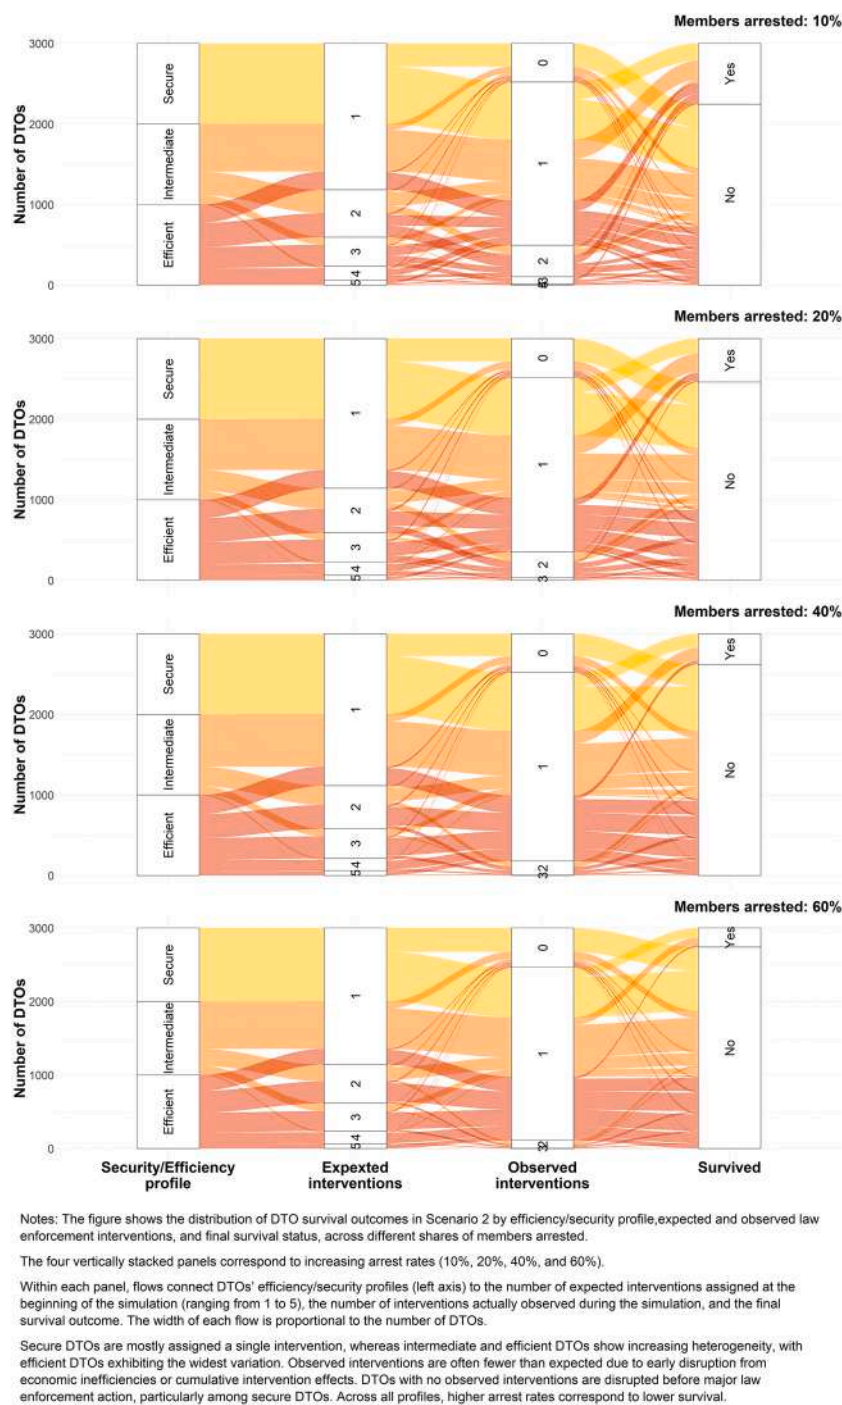 Members arrested: 10%
3000
2000
1000
0
Number of DTOs
Secure
Intermediate
Efficient
1
2
3
4
5
0
1
2
3
Yes
No
Members arrested: 20%
3000
2000
1000
0
Number of DTOs
Secure
Intermediate
Efficient
1
2
3
4
5
0
1
2
3
Yes
No
Members arrested: 40%
3000
2000
1000
0
Number of DTOs
Secure
Intermediate
Efficient
1
2
3
4
5
0
1
2
3
Yes
No
Members arrested: 60%
3000
2000
1000
0
Number of DTOs
Secure
Intermediate
Efficient
1
2
3
4
5
0
1
2
3
Yes
No
Security/Efficiency
profile
Expexted
interventions
Observed
interventions
Survived
Notes: The figure shows the distribution of DTO survival outcomes in Scenario 2 by efficiency/security profile,expected and observed law
enforcement interventions, and final survival status, across different shares of members arrested.
The four vertically stacked panels correspond to increasing arrest rates (10%, 20%, 40%, and 60%).
Within each panel, flows connect DTOs' efficiency/security profiles (left axis) to the number of expected interventions assigned at the
beginning of the simulation (ranging from 1 to 5), the number of interventions actually observed during the simulation, and the final
survival outcome. The width of each flow is proportional to the number of DTOs.
Secure DTOs are mostly assigned a single intervention, whereas intermediate and efficient DTOs show increasing heterogeneity, with
efficient DTOs exhibiting the widest variation. Observed interventions are often fewer than expected due to early disruption from
economic inefficiencies or cumulative intervention effects. DTOs with no observed interventions are disrupted before major law
enforcement action, particularly among secure DTOs. Across all profiles, higher arrest rates correspond to lower survival.